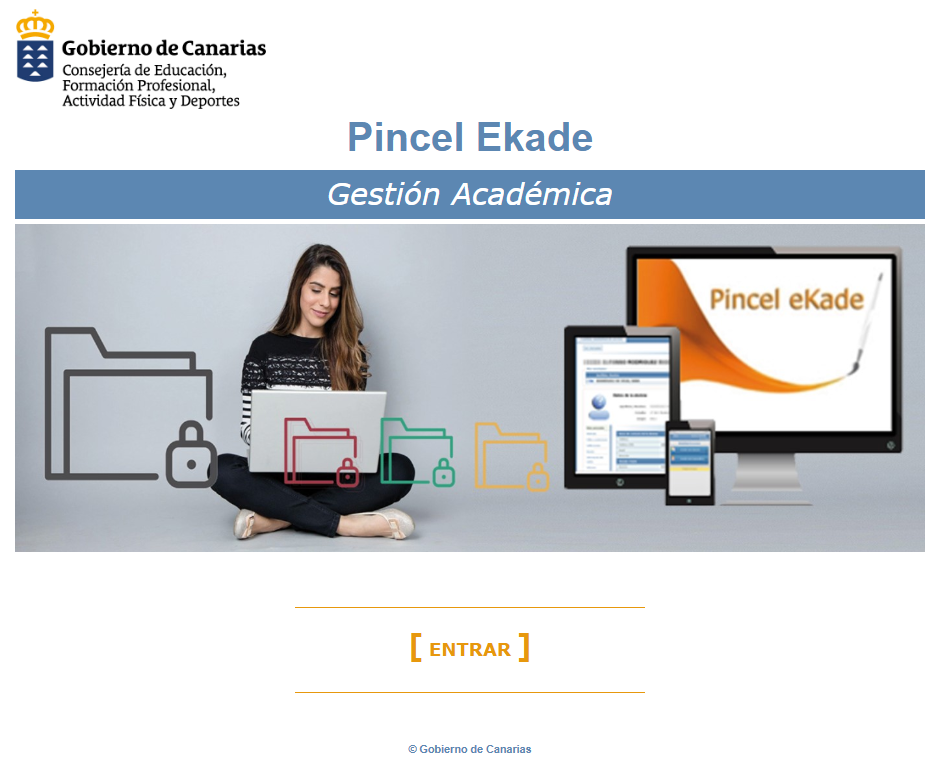 Gobierno de Canarias
Consejería de Educación,
Formación Profesional,
Actividad Física y Deportes
Pincel Ekade
Gestión Académica
Pincel eKade
[ ENTRAR ]
© Gobierno de Canarias